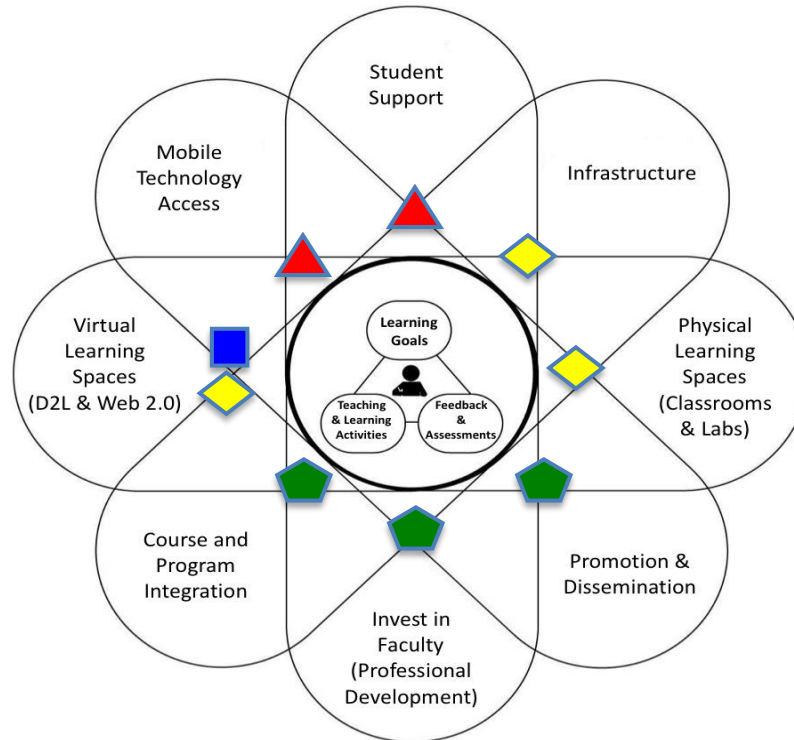 Student
Support
Mobile
Technology
Access
Infrastructure
Virtual
Learning
Spaces
(D2L & Web 2.0)
Learning
Goals
Teaching
& Learning
Activities
Feedback
&
Assessments
Physical
Learning
Spaces
(Classrooms
& Labs)
Course and
Program
Integration
Invest in
Faculty
(Professional
Development)
Promotion &
Dissemination